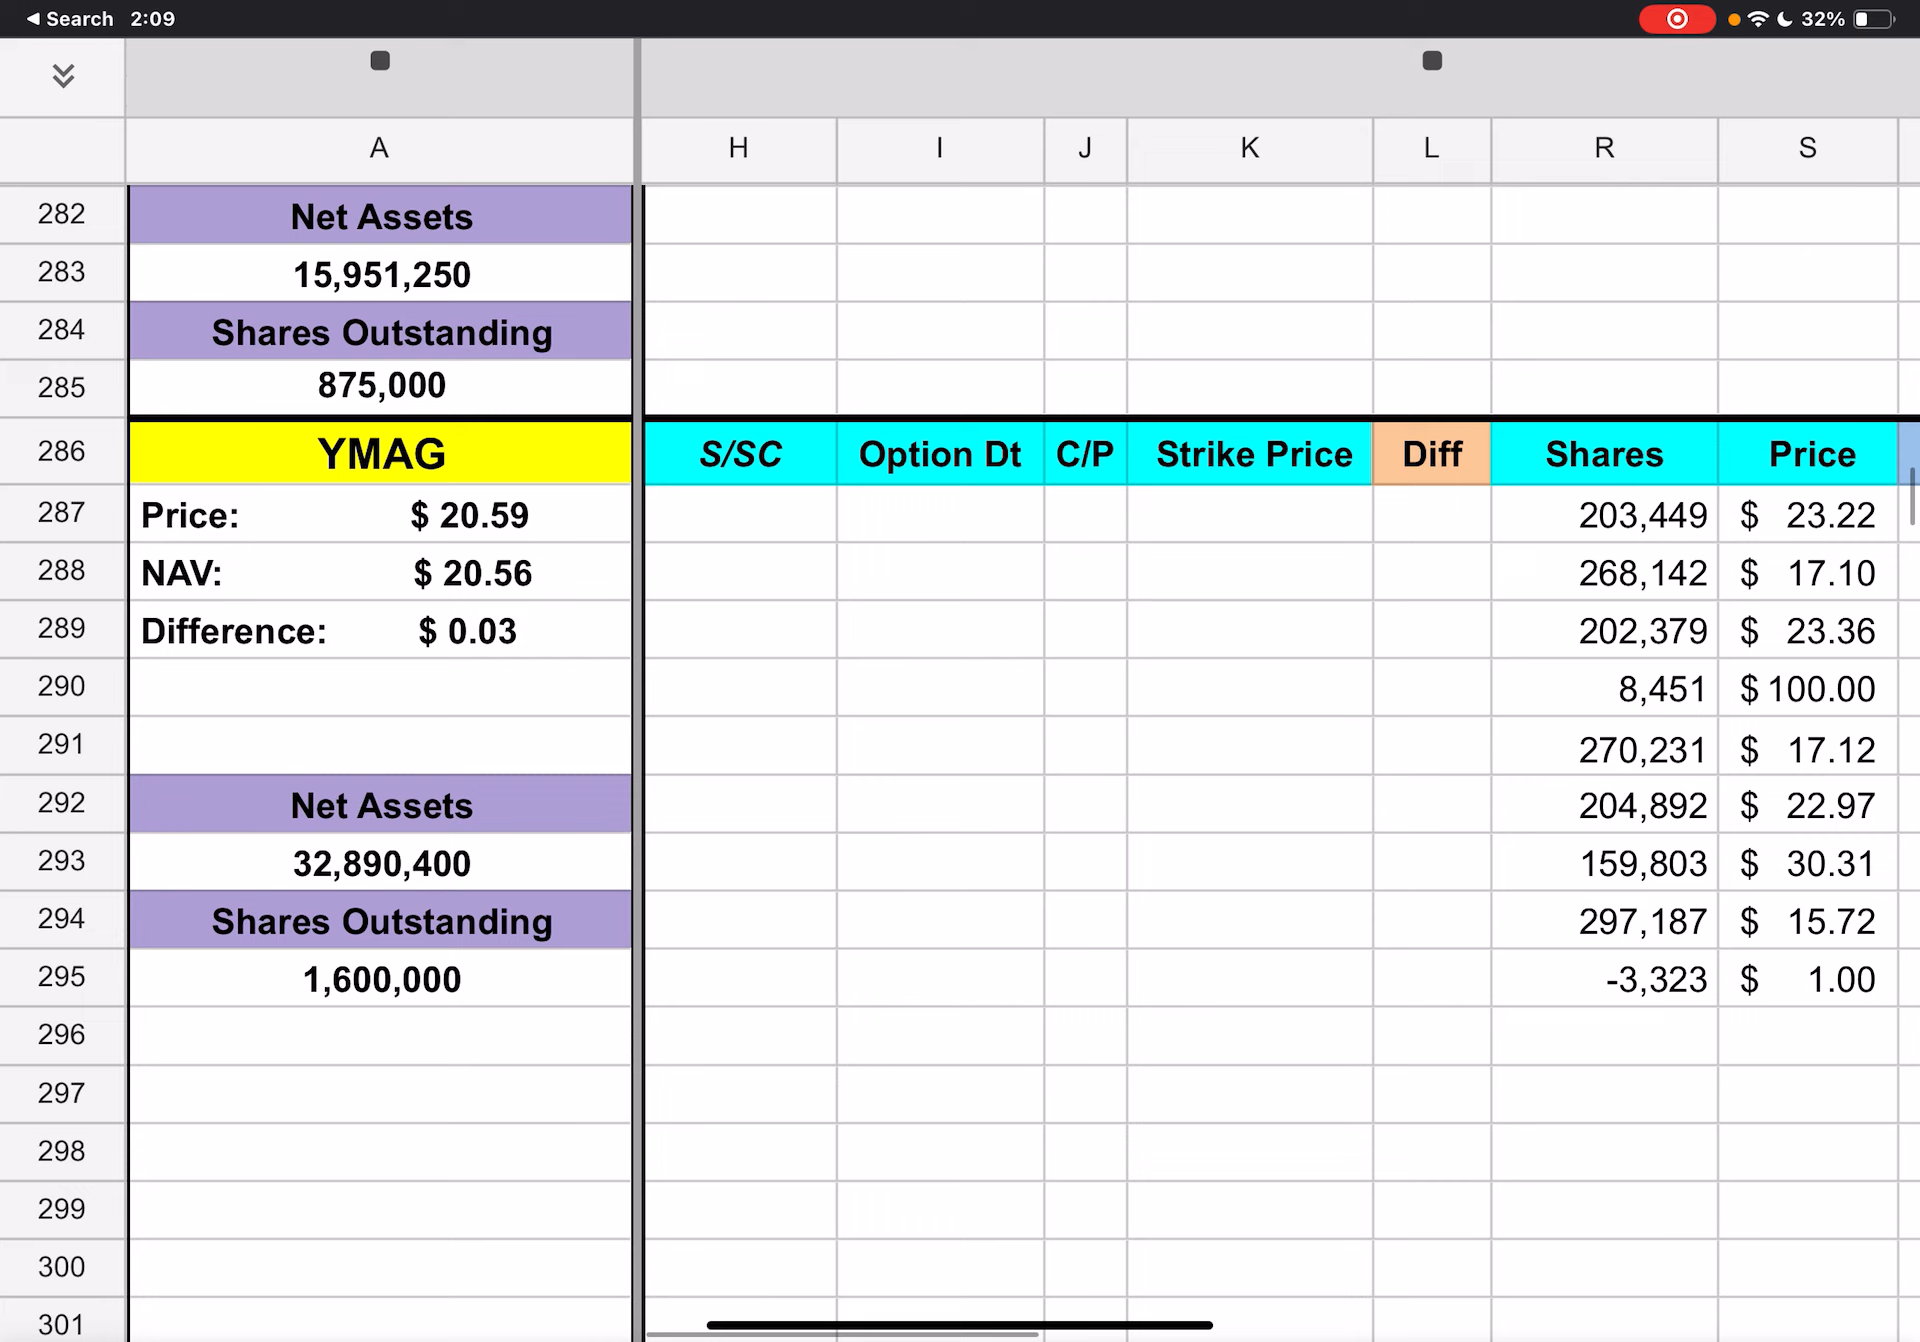 Search 2:09 32%
A H I J K L R S
282 Net Assets
283 15,951,250
284 Shares Outstanding
285 875,000
286 YMAG S/SC Option Dt C/P Strike Price Diff Shares Price
287 Price: $ 20.59 203,449 $ 23.22
288 NAV: $ 20.56 268,142 $ 17.10
289 Difference: $ 0.03 202,379 $ 23.36
290 8,451 $ 100.00
291 270,231 $ 17.12
292 Net Assets 204,892 $ 22.97
293 32,890,400 159,803 $ 30.31
294 Shares Outstanding 297,187 $ 15.72
295 1,600,000 -3,323 $ 1.00
296
297
298
299
300
301